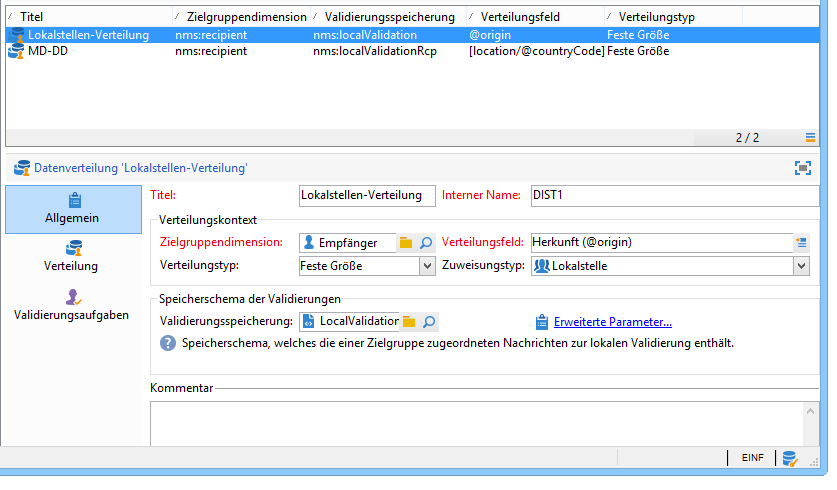 Titel Zielgruppendimension Validierungsspeicherung Verteilungsfeld Verteilungstyp
Lokalstellen-Verteilung nms:recipient nms:localValidation @origin Feste Größe
MD-DD nms:recipient nms:localValidationRcp [location/@countryCode] Feste Größe
2 / 2
Datenverteilung 'Lokalstellen-Verteilung'
Allgemein
Verteilung
Validierungsaufgaben
Titel: Lokalstellen-Verteilung Interner Name: DIST1
Verteilungskontext
Zielgruppendimension: Empfänger Verteilungsfeld: Herkunft (@origin)
Verteilungstyp: Feste Größe Zuweisungstyp: Lokalstelle
Speicherschema der Validierungen
Validierungsspeicherung: LocalValidation Erweiterte Parameter...
Speicherschema, welches die einer Zielgruppe zugeordneten Nachrichten zur lokalen Validierung enthält.
Kommentar
EINF